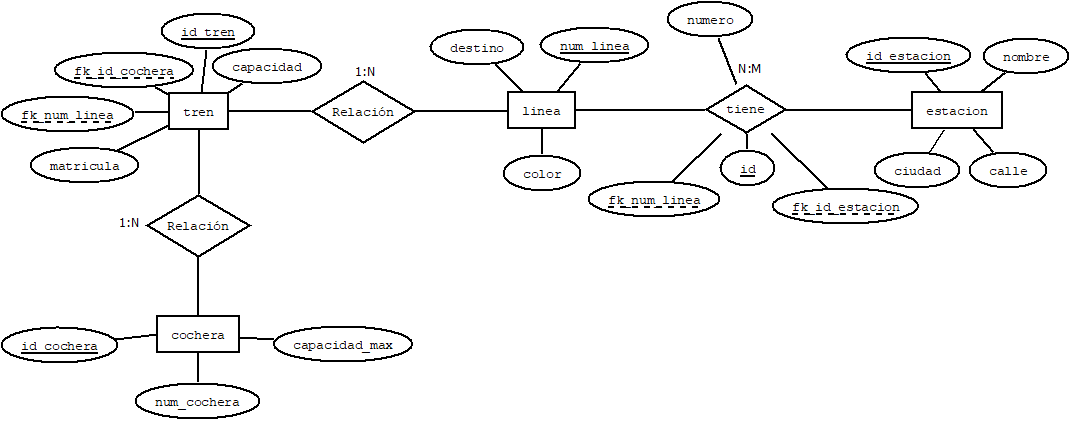 numero
id_tren
destino
num_linea
id_estacion
nombre
fk_id_cochera
capacidad
1:N
N:M
fk_num_linea
tren
Relación
linea
tiene
estacion
matricula
color
id
ciudad
calle
fk_num_linea
fk_id_estacion
1:N
Relación
cochera
id_cochera
capacidad_max
num_cochera